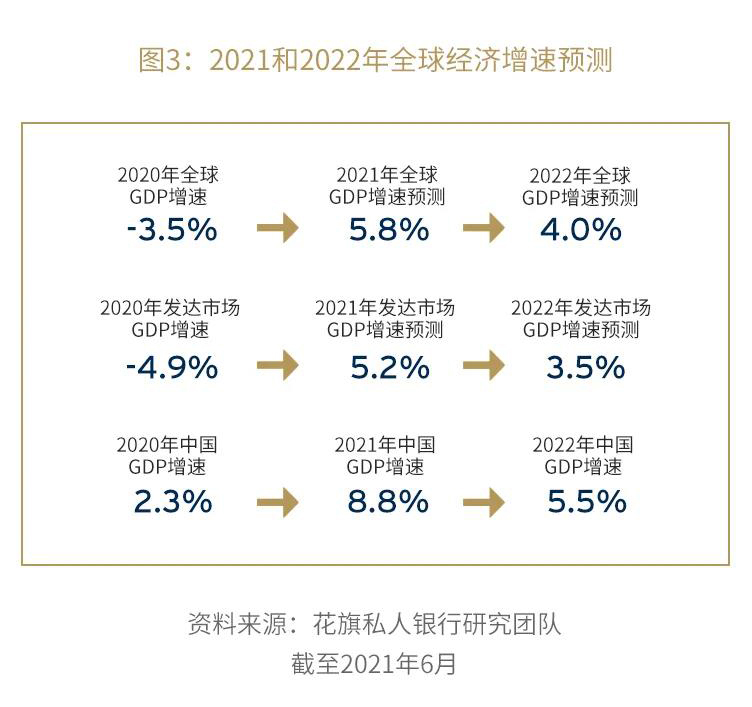 图3：2021和2022年全球经济增速预测
2020年全球
GDP增速
-3.5%
2021年全球
GDP增速预测
5.8%
2022年全球
GDP增速预测
4.0%
2020年发达市场
GDP增速
-4.9%
2021年发达市场
GDP增速预测
5.2%
2022年发达市场
GDP增速预测
3.5%
2020年中国
GDP增速
2.3%
2021年中国
GDP增速
8.8%
2022年中国
GDP增速
5.5%
资料来源：花旗私人银行研究团队
截至2021年6月